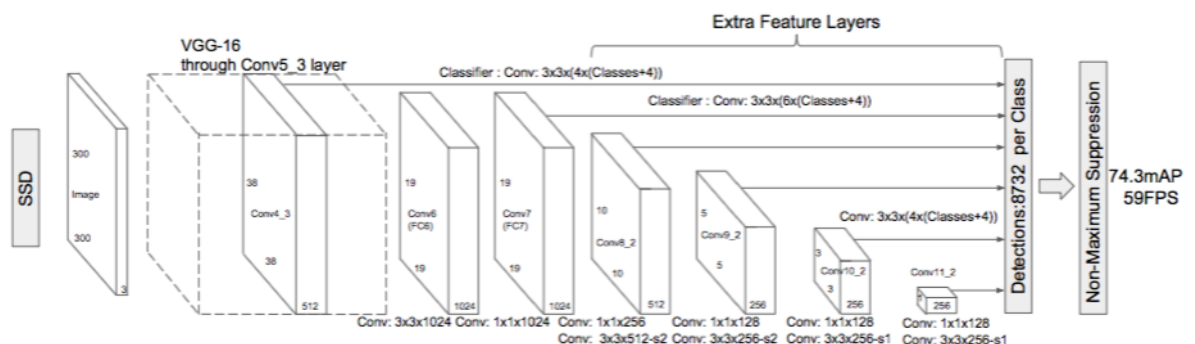 Extra Feature Layers
VGG-16
through Conv5_3 layer
Classifier : Conv: 3x3x(4x(Classes+4))
Classifier : Conv: 3x3x(6x(Classes+4))
SSD
300
Image
300
3
38
Conv4_3
38
512
19
Conv6
(FC6)
19
1024
19
Conv7
(FC7)
19
1024
10
Conv8_2
10
512
5
Conv9_2
5
256
Conv: 3x3x(4x(Classes+4))
3
Conv10_2
3
256
Conv11_2
256
Detections:8732 per Class
Non-Maximum Suppression
74.3mAP
59FPS
Conv: 3x3x1024
Conv: 1x1x1024
Conv: 1x1x256
Conv: 3x3x512-s2
Conv: 1x1x128
Conv: 3x3x256-s2
Conv: 1x1x128
Conv: 3x3x256-s1
Conv: 1x1x128
Conv: 3x3x256-s1